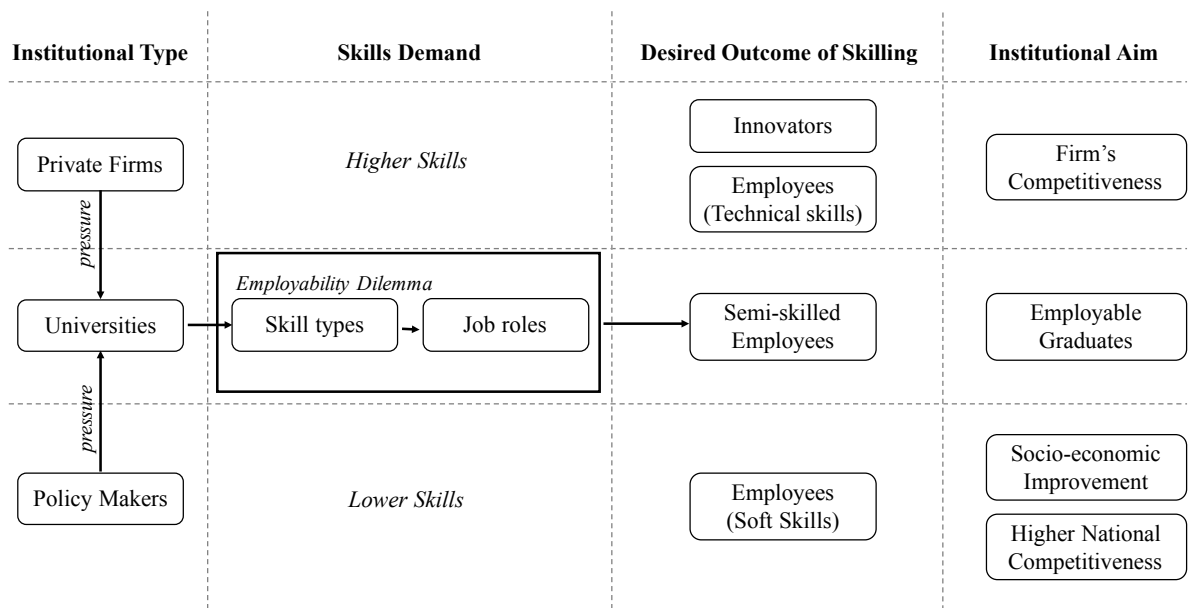 Institutional Type
Skills Demand
Desired Outcome of Skilling
Institutional Aim
Private Firms
Higher Skills
Innovators
Employees
(Technical skills)
Firm's
Competitiveness
pressure
Universities
Employability Dilemma
Skill types
Job roles
Semi-skilled
Employees
Employable
Graduates
pressure
Policy Makers
Lower Skills
Employees
(Soft Skills)
Socio-economic
Improvement
Higher National
Competitiveness